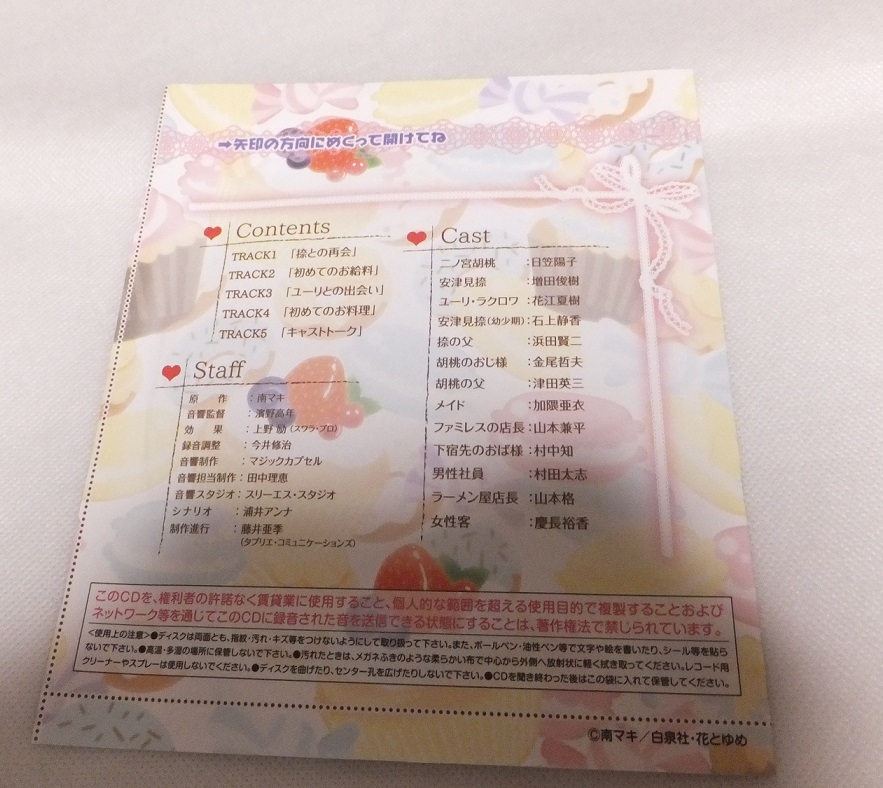 ➡矢印の方向にめくって開けてね
Contents
TRACK1 「捺との再会」
TRACK2 「初めてのお給料」
TRACK3 「ユーリとの出会い」
TRACK4 「初めてのお料理」
TRACK5 「キャストトーク」
Staff
原　作：南マキ
音響監督：濱野高年
効　果：上野 励(スワラ・プロ)
録音調整：今井修治
音響制作：マジックカプセル
音響担当制作：田中理恵
音響スタジオ：スリーエス・スタジオ
シナリオ：浦井アンナ
制作進行：藤井亜季
(タブリエ・コミュニケーションズ)
Cast
二ノ宮胡桃：日笠陽子
安津見捺：増田俊樹
ユーリ・ラクロワ：花江夏樹
安津見捺(幼少期)：石上静香
捺の父：浜田賢二
胡桃のおじ様：金尾哲夫
胡桃の父：津田英三
メイド：加隈亜衣
ファミレスの店長：山本兼平
下宿先のおば様：村中知
男性社員：村田太志
ラーメン屋店長：山本格
女性客：慶長裕香
このCDを、権利者の許諾なく賃貸業に使用すること、個人的な範囲を超える使用目的で複製することおよび
ネットワーク等を通じてこのCDに録音された音を送信できる状態にすることは、著作権法で禁じられています。
<使用上の注意>●ディスクは両面とも、指紋・汚れ・キズ等をつけないようにして取り扱って下さい。また、ボールペン・油性ペン等で文字や絵を書いたり、シール等を貼ら
ないで下さい。●高温・多湿の場所に保管しないで下さい。●汚れたときは、メガネふきのような柔らかい布で中心から外側へ放射状に軽く拭き取ってください。レコード用
クリーナーやスプレーは使用しないでください。●ディスクを曲げたり、センター孔を広げたりしないで下さい。●CDを聞き終わった後はこの袋に入れて保管してください。
©南マキ／白泉社・花とゆめ